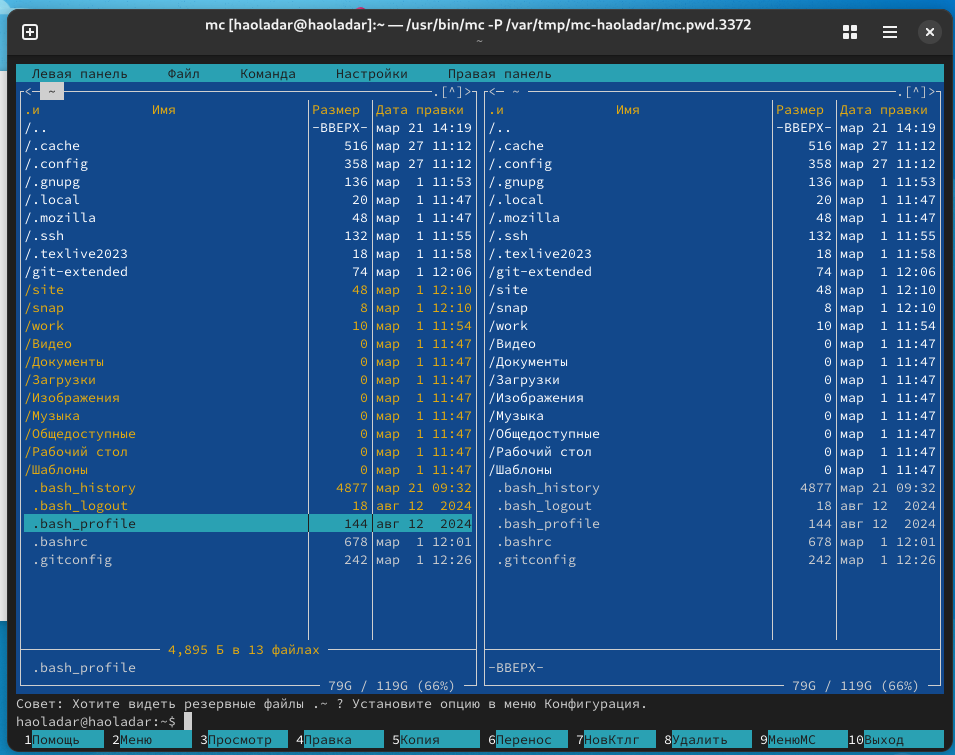 mc [haoladar@haoladar]:~ — /usr/bin/mc -P /var/tmp/mc-haoladar/mc.pwd.3372
~
Левая панель Файл Команда Настройки Правая панель
<─ ~ .[^]> <─ ~ .[^]>
.и Имя Размер Дата правки .и Имя Размер Дата правки
/.. -ВВЕРХ- мар 21 14:19 /.. -ВВЕРХ- мар 21 14:19
/.cache 516 мар 27 11:12 /.cache 516 мар 27 11:12
/.config 358 мар 27 11:12 /.config 358 мар 27 11:12
/.gnupg 136 мар 1 11:53 /.gnupg 136 мар 1 11:53
/.local 20 мар 1 11:47 /.local 20 мар 1 11:47
/.mozilla 48 мар 1 11:47 /.mozilla 48 мар 1 11:47
/.ssh 132 мар 1 11:55 /.ssh 132 мар 1 11:55
/.texlive2023 18 мар 1 11:58 /.texlive2023 18 мар 1 11:58
/git-extended 74 мар 1 12:06 /git-extended 74 мар 1 12:06
/site 48 мар 1 12:10 /site 48 мар 1 12:10
/snap 8 мар 1 12:10 /snap 8 мар 1 12:10
/work 10 мар 1 11:54 /work 10 мар 1 11:54
/Видео 0 мар 1 11:47 /Видео 0 мар 1 11:47
/Документы 0 мар 1 11:47 /Документы 0 мар 1 11:47
/Загрузки 0 мар 1 11:47 /Загрузки 0 мар 1 11:47
/Изображения 0 мар 1 11:47 /Изображения 0 мар 1 11:47
/Музыка 0 мар 1 11:47 /Музыка 0 мар 1 11:47
/Общедоступные 0 мар 1 11:47 /Общедоступные 0 мар 1 11:47
/Рабочий стол 0 мар 1 11:47 /Рабочий стол 0 мар 1 11:47
/Шаблоны 0 мар 1 11:47 /Шаблоны 0 мар 1 11:47
.bash_history 4877 мар 21 09:32 .bash_history 4877 мар 21 09:32
.bash_logout 18 авг 12 2024 .bash_logout 18 авг 12 2024
.bash_profile 144 авг 12 2024 .bash_profile 144 авг 12 2024
.bashrc 678 мар 1 12:01 .bashrc 678 мар 1 12:01
.gitconfig 242 мар 1 12:26 .gitconfig 242 мар 1 12:26
4,895 Б в 13 файлах
.bash_profile -ВВЕРХ-
79G / 119G (66%) 79G / 119G (66%)
Совет: Хотите видеть резервные файлы .~ ? Установите опцию в меню Конфигурация.
haoladar@haoladar:~$
1Помощь 2Меню 3Просмотр 4Правка 5Копия 6Перенос 7НовКтлг 8Удалить 9МенюМС 10Выход